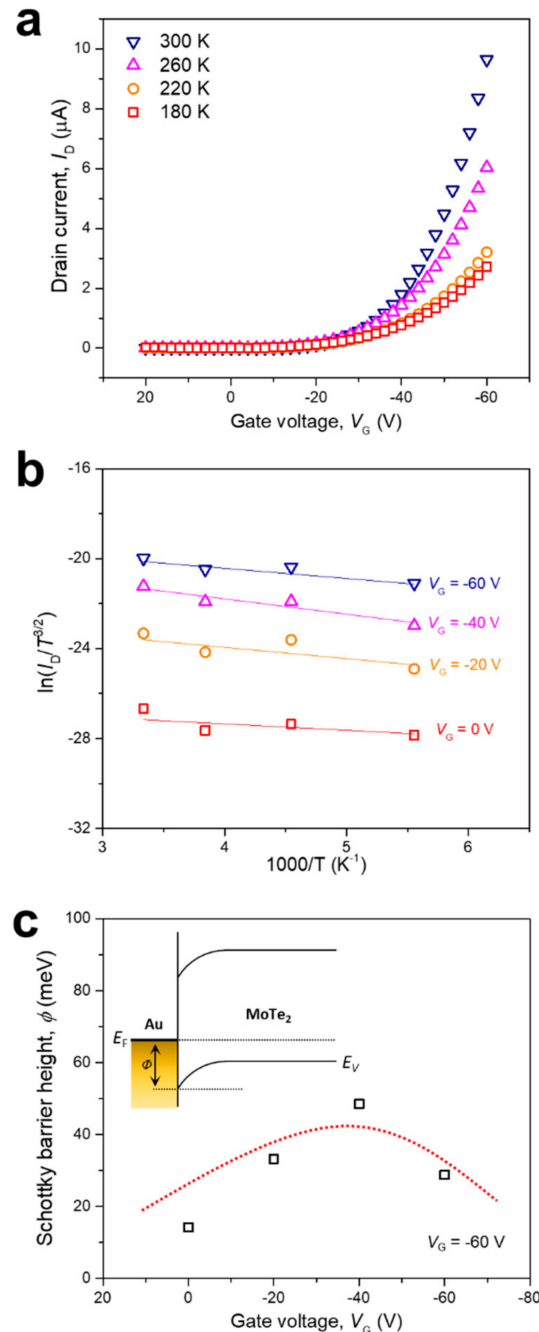 a
300 K
260 K
220 K
180 K
Drain current, I_D (μA)
10
8
6
4
2
0
20 0 -20 -40 -60
Gate voltage, V_G (V)
b
ln(I_D/T^3/2)
-16
-20
-24
-28
-32
V_G = -60 V
V_G = -40 V
V_G = -20 V
V_G = 0 V
3 4 5 6
1000/T (K^-1)
c
Schottky barrier height, ϕ (meV)
100
80
60
40
20
0
Au
MoTe₂
E_F
Φ
E_V
V_G = -60 V
20 0 -20 -40 -60 -80
Gate voltage, V_G (V)